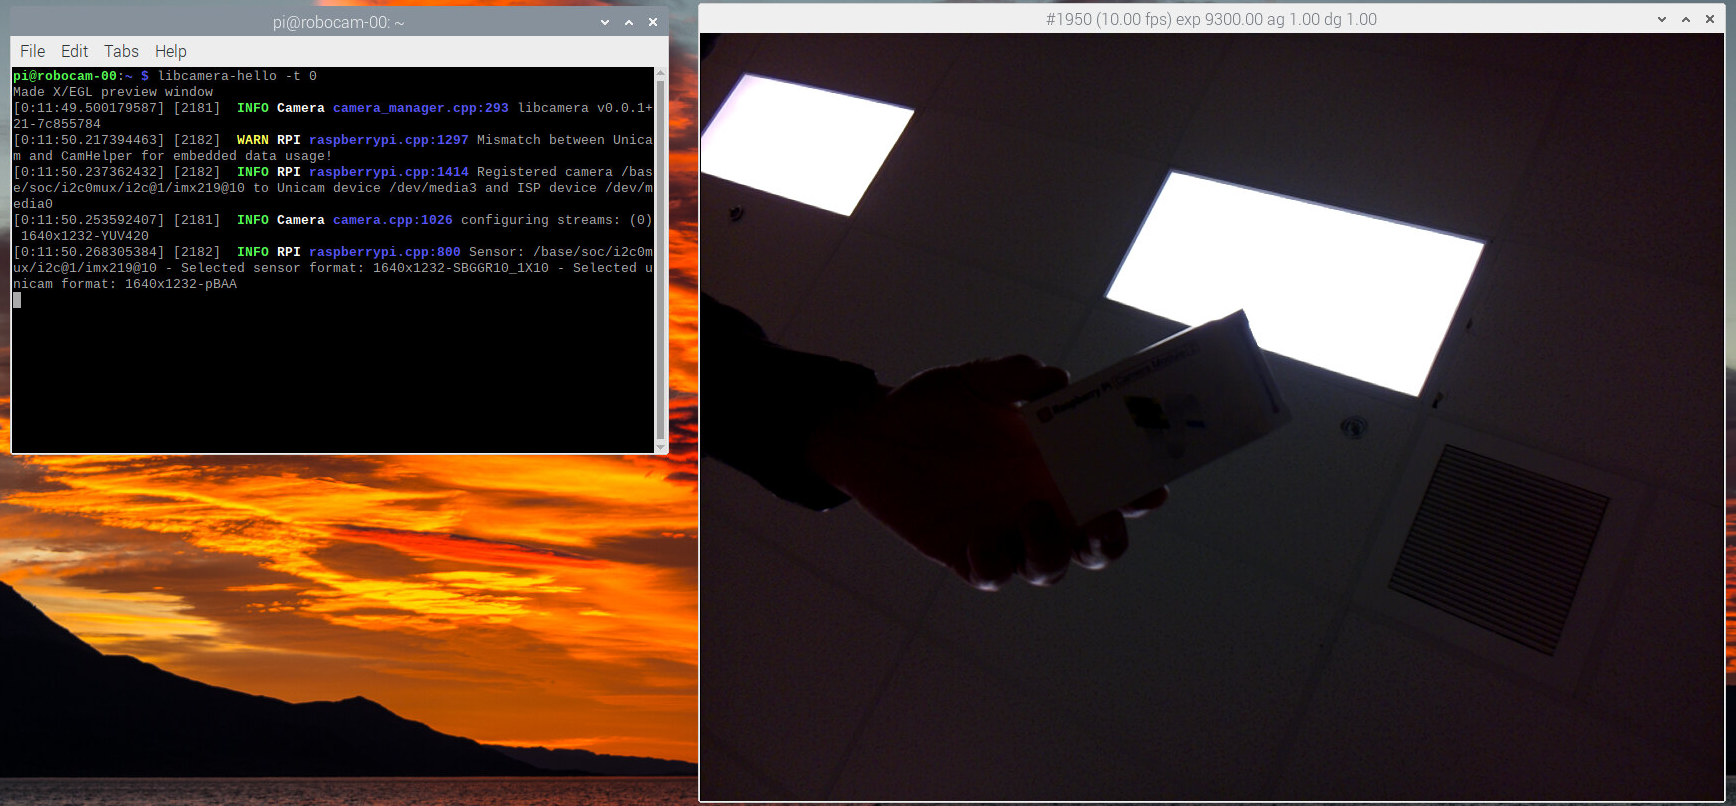 pi@robocam-00: ~
File Edit Tabs Help
pi@robocam-00:~ $ libcamera-hello -t 0
Made X/EGL preview window
[0:11:49.500179587] [2181]  INFO Camera camera_manager.cpp:293 libcamera v0.0.1+
21-7c855784
[0:11:50.217394463] [2182]  WARN RPI raspberrypi.cpp:1297 Mismatch between Unica
m and CamHelper for embedded data usage!
[0:11:50.237362432] [2182]  INFO RPI raspberrypi.cpp:1414 Registered camera /bas
e/soc/i2c0mux/i2c@1/imx219@10 to Unicam device /dev/media3 and ISP device /dev/m
edia0
[0:11:50.253592407] [2181]  INFO Camera camera.cpp:1026 configuring streams: (0)
 1640x1232-YUV420
[0:11:50.268305384] [2182]  INFO RPI raspberrypi.cpp:800 Sensor: /base/soc/i2c0m
ux/i2c@1/imx219@10 - Selected sensor format: 1640x1232-SBGGR10_1X10 - Selected u
nicam format: 1640x1232-pBAA
#1950 (10.00 fps) exp 9300.00 ag 1.00 dg 1.00
Raspberry Pi Camera Module